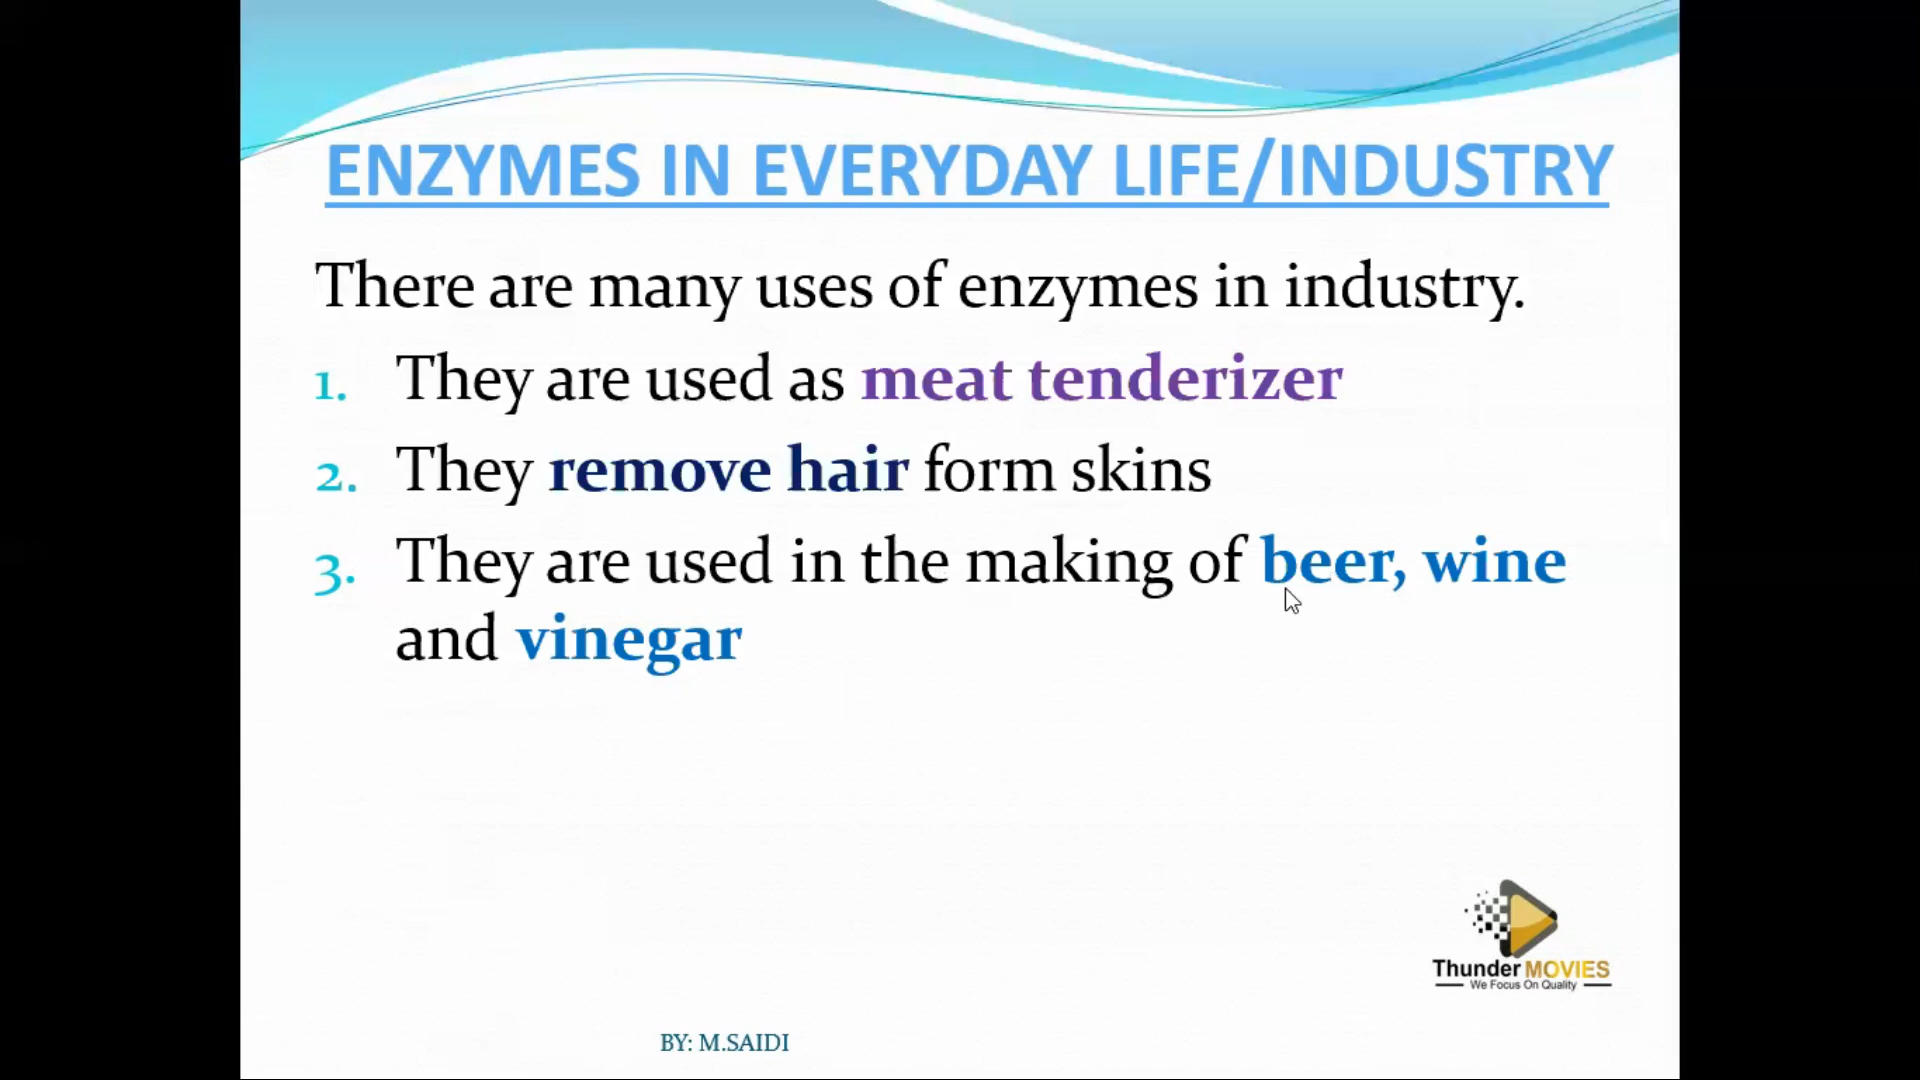 ENZYMES IN EVERYDAY LIFE/INDUSTRY
There are many uses of enzymes in industry.
1. They are used as meat tenderizer
2. They remove hair form skins
3. They are used in the making of beer, wine
and vinegar
Thunder MOVIES
We Focus On Quality
BY: M.SAIDI